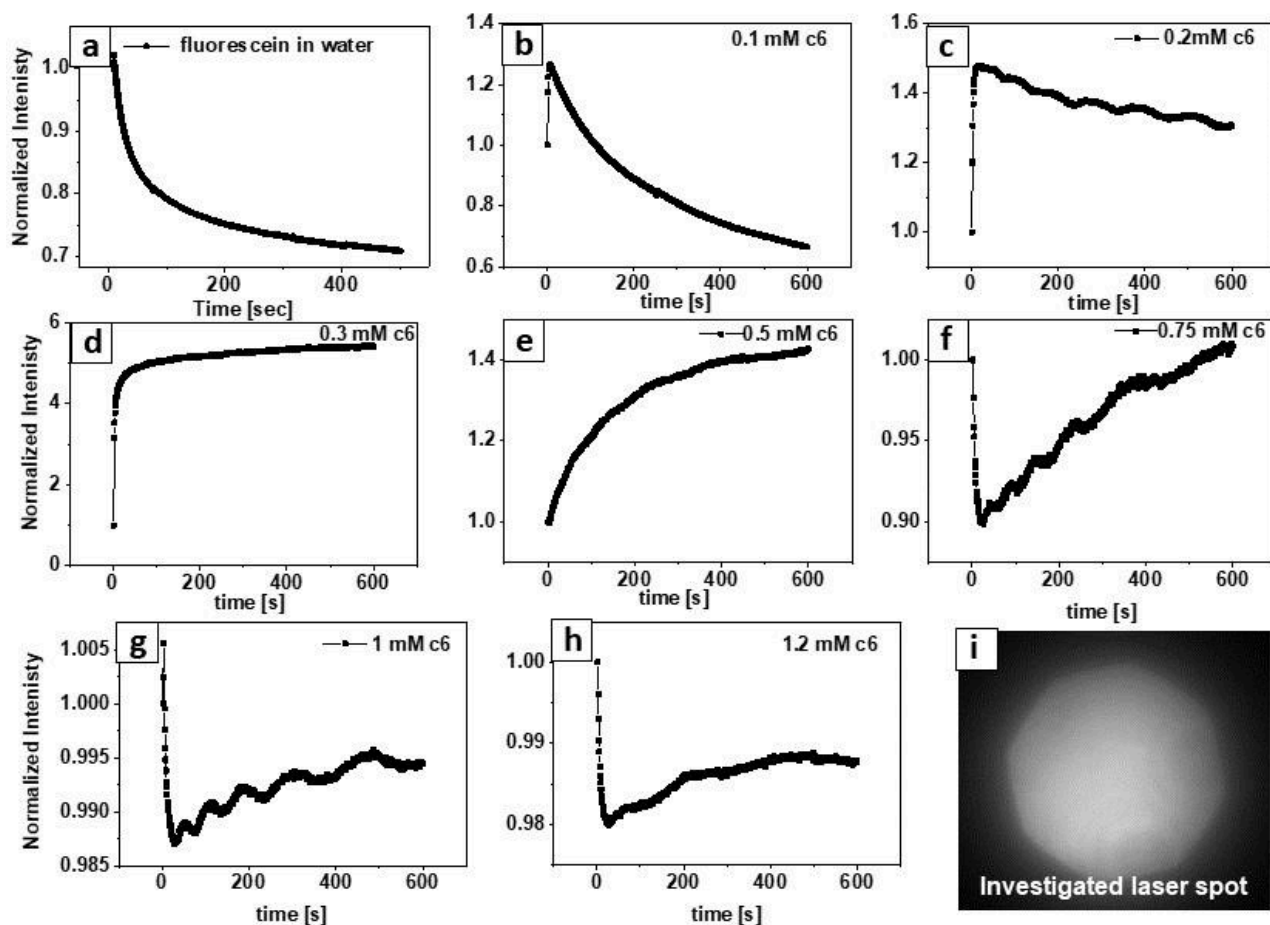 a
fluorescein in water
Normalized Intenisty
1.0
0.9
0.8
0.7
0
200
400
Time [sec]
b
0.1 mM c6
1.4
1.2
1.0
0.8
0.6
0
200
400
600
time [s]
c
0.2mM c6
1.6
1.4
1.2
1.0
0
200
400
600
time [s]
d
0.3 mM c6
Normalized Intenisty
6
4
2
0
0
200
400
600
time [s]
e
0.5 mM c6
1.4
1.2
1.0
0
200
400
600
time [s]
f
0.75 mM c6
1.00
0.95
0.90
0
200
400
600
time [s]
g
1 mM c6
Normalized Intenisty
1.005
1.000
0.995
0.990
0.985
0
200
400
600
time [s]
h
1.2 mM c6
1.00
0.99
0.98
0
200
400
600
time [s]
i
Investigated laser spot